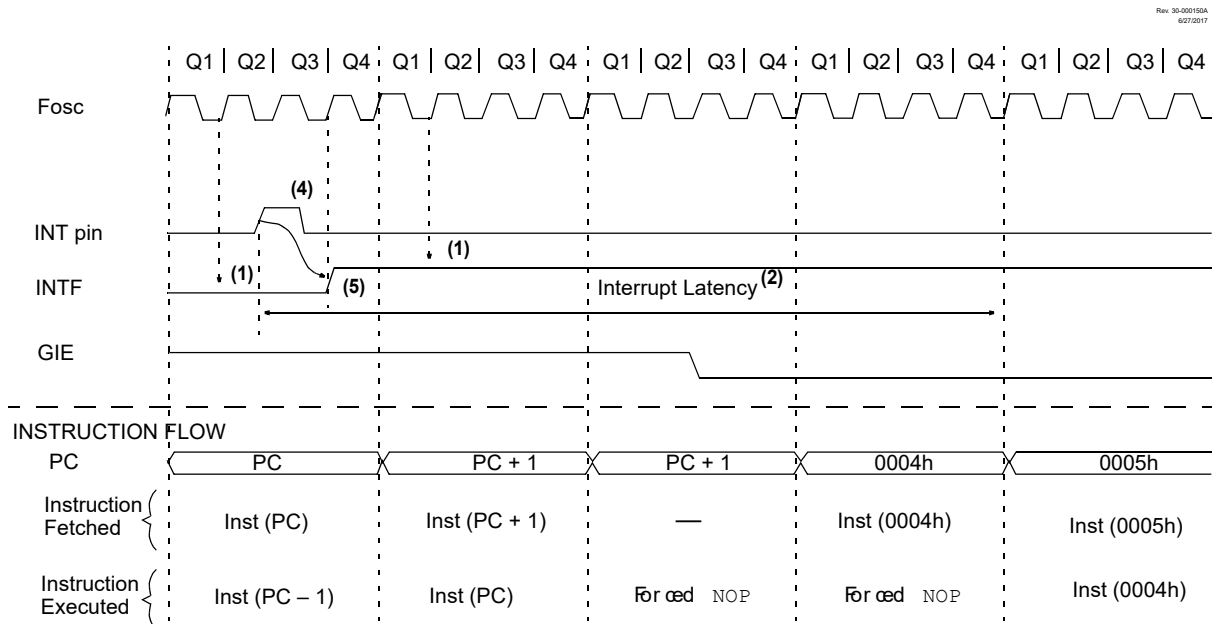 Rev. 30-000150A
6/27/2017
Q1 Q2 Q3 Q4 Q1 Q2 Q3 Q4 Q1 Q2 Q3 Q4 Q1 Q2 Q3 Q4 Q1 Q2 Q3 Q4
Fosc
(4)
INT pin
(1)
(1)
INTF
(5)
Interrupt Latency (2)
GIE
INSTRUCTION FLOW
PC PC PC + 1 PC + 1 0004h 0005h
Instruction
Fetched
Inst (PC) Inst (PC + 1) — Inst (0004h) Inst (0005h)
Instruction
Executed
Inst (PC – 1) Inst (PC) Forced NOP Forced NOP Inst (0004h)